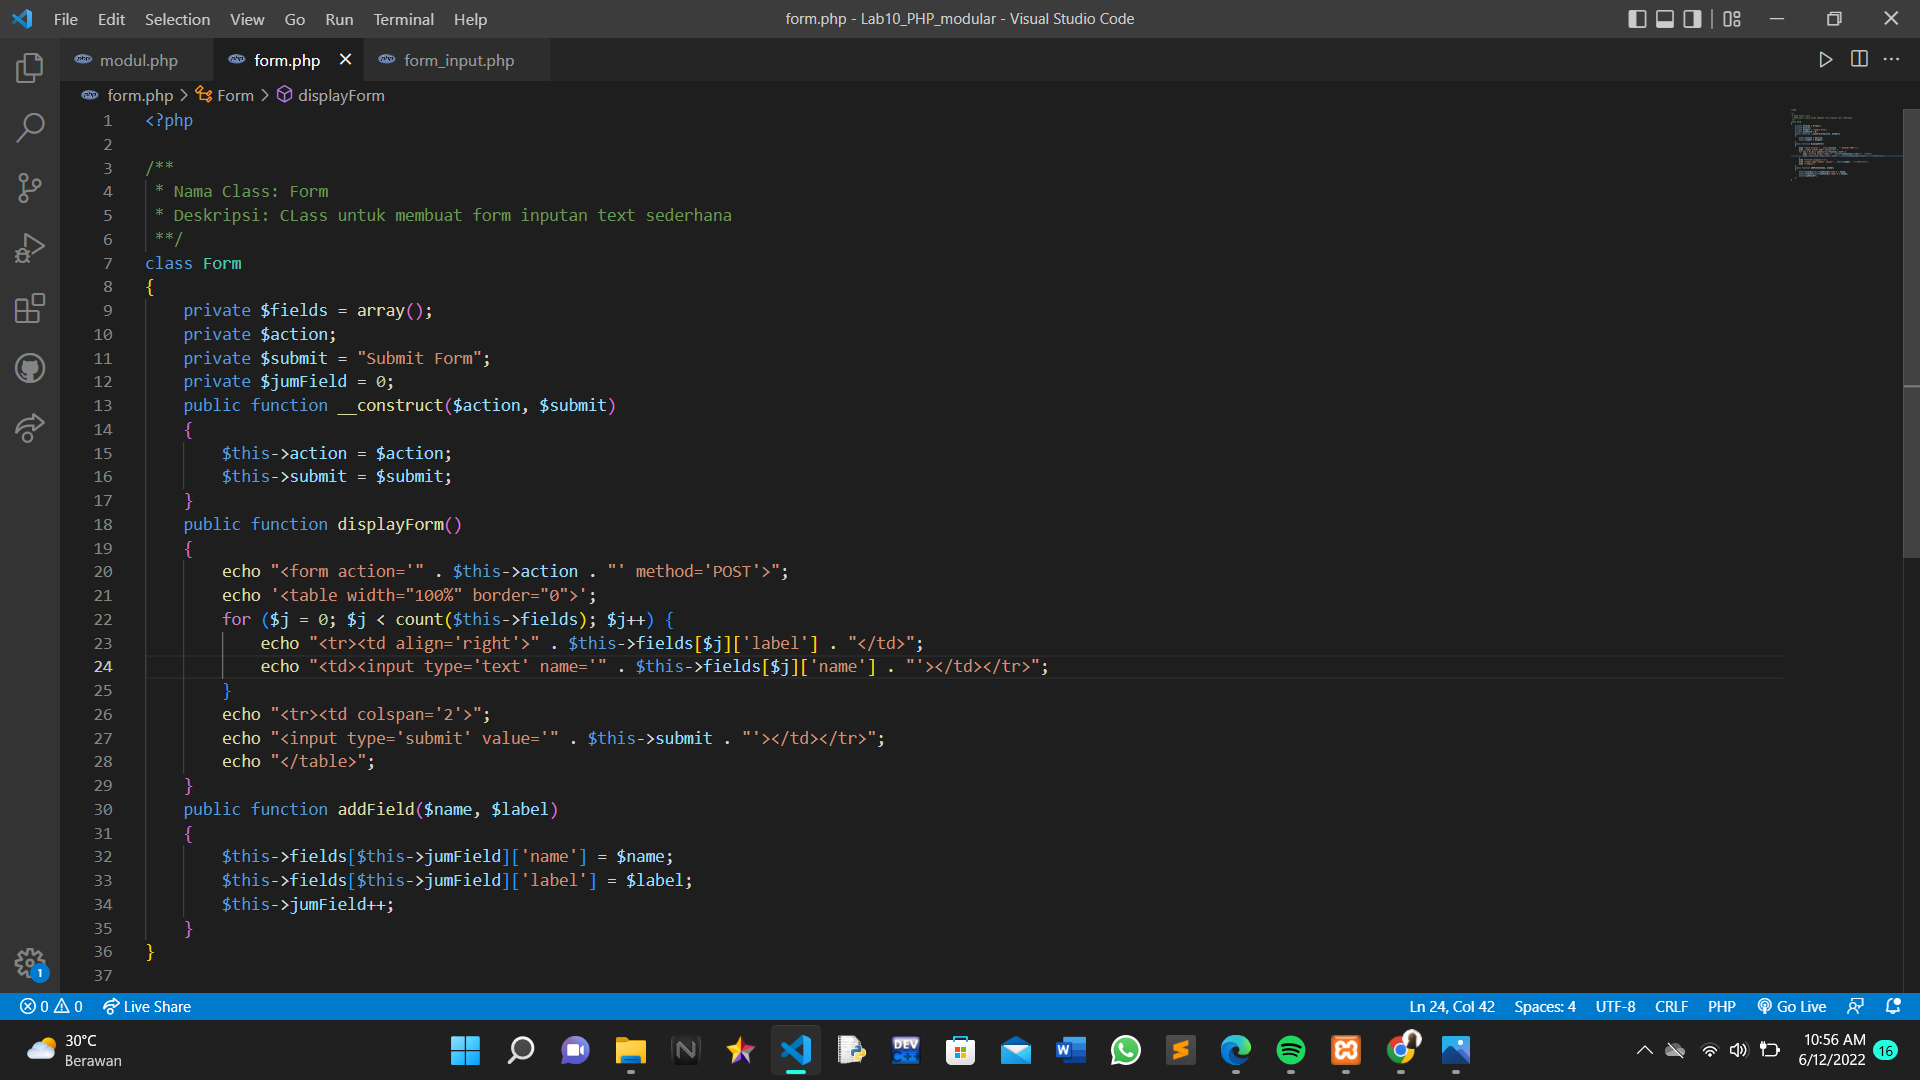 File Edit Selection View Go Run Terminal Help
form.php - Lab10_PHP_modular - Visual Studio Code
modul.php form.php form_input.php
form.php > Form > displayForm
1 <?php
2
3 /**
4  * Nama Class: Form
5  * Deskripsi: CLass untuk membuat form inputan text sederhana
6  **/
7 class Form
8 {
9     private $fields = array();
10     private $action;
11     private $submit = "Submit Form";
12     private $jumField = 0;
13     public function __construct($action, $submit)
14     {
15         $this->action = $action;
16         $this->submit = $submit;
17     }
18     public function displayForm()
19     {
20         echo "<form action='" . $this->action . "' method='POST'>";
21         echo '<table width="100%" border="0">';
22         for ($j = 0; $j < count($this->fields); $j++) {
23             echo "<tr><td align='right'>" . $this->fields[$j]['label'] . "</td>";
24             echo "<td><input type='text' name='" . $this->fields[$j]['name'] . "'></td></tr>";
25         }
26         echo "<tr><td colspan='2'>";
27         echo "<input type='submit' value='" . $this->submit . "'></td></tr>";
28         echo "</table>";
29     }
30     public function addField($name, $label)
31     {
32         $this->fields[$this->jumField]['name'] = $name;
33         $this->fields[$this->jumField]['label'] = $label;
34         $this->jumField++;
35     }
36 }
37
1
0 0 Live Share
Ln 24, Col 42 Spaces: 4 UTF-8 CRLF PHP Go Live
30°C
Berawan
DEV
C++
10:56 AM
6/12/2022
16